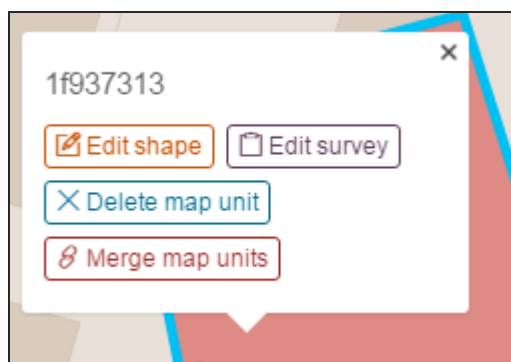 1f937313
Edit shape Edit survey
Delete map unit
Merge map units